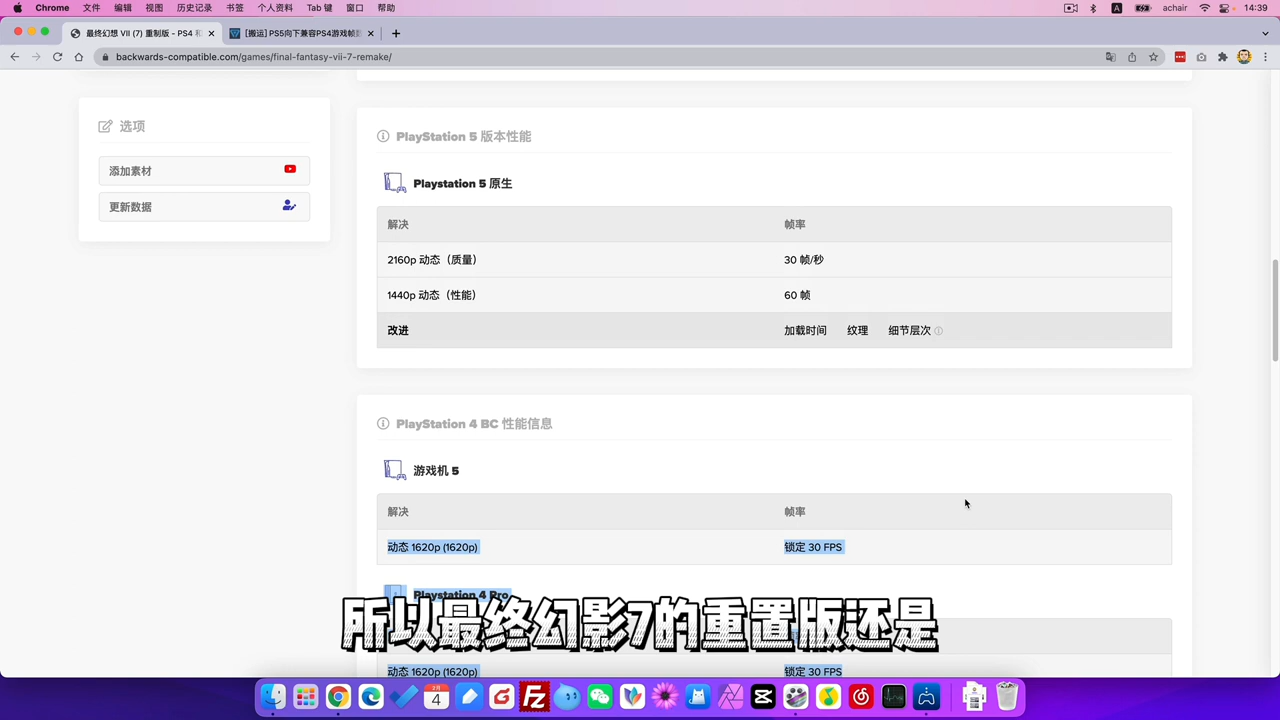 Chrome 文件 编辑 视图 历史记录 书签 个人资料 Tab 键 窗口 帮助 A achair 14:39
最终幻想 VII (7) 重制版 - PS4 和 [搬运] PS5向下兼容PS4游戏帧
backwards-compatible.com/games/final-fantasy-vii-7-remake/
选项
添加素材
更新数据
PlayStation 5 版本性能
Playstation 5 原生
解决 帧率
2160p 动态（质量） 30 帧/秒
1440p 动态（性能） 60 帧
改进 加载时间 纹理 细节层次
PlayStation 4 BC 性能信息
游戏机 5
解决 帧率
动态 1620p (1620p) 锁定 30 FPS
Playstation 4 Pro
所以最终幻影7的重置版还是
动态 1620p (1620p) 锁定 30 FPS
2月
4
Fz